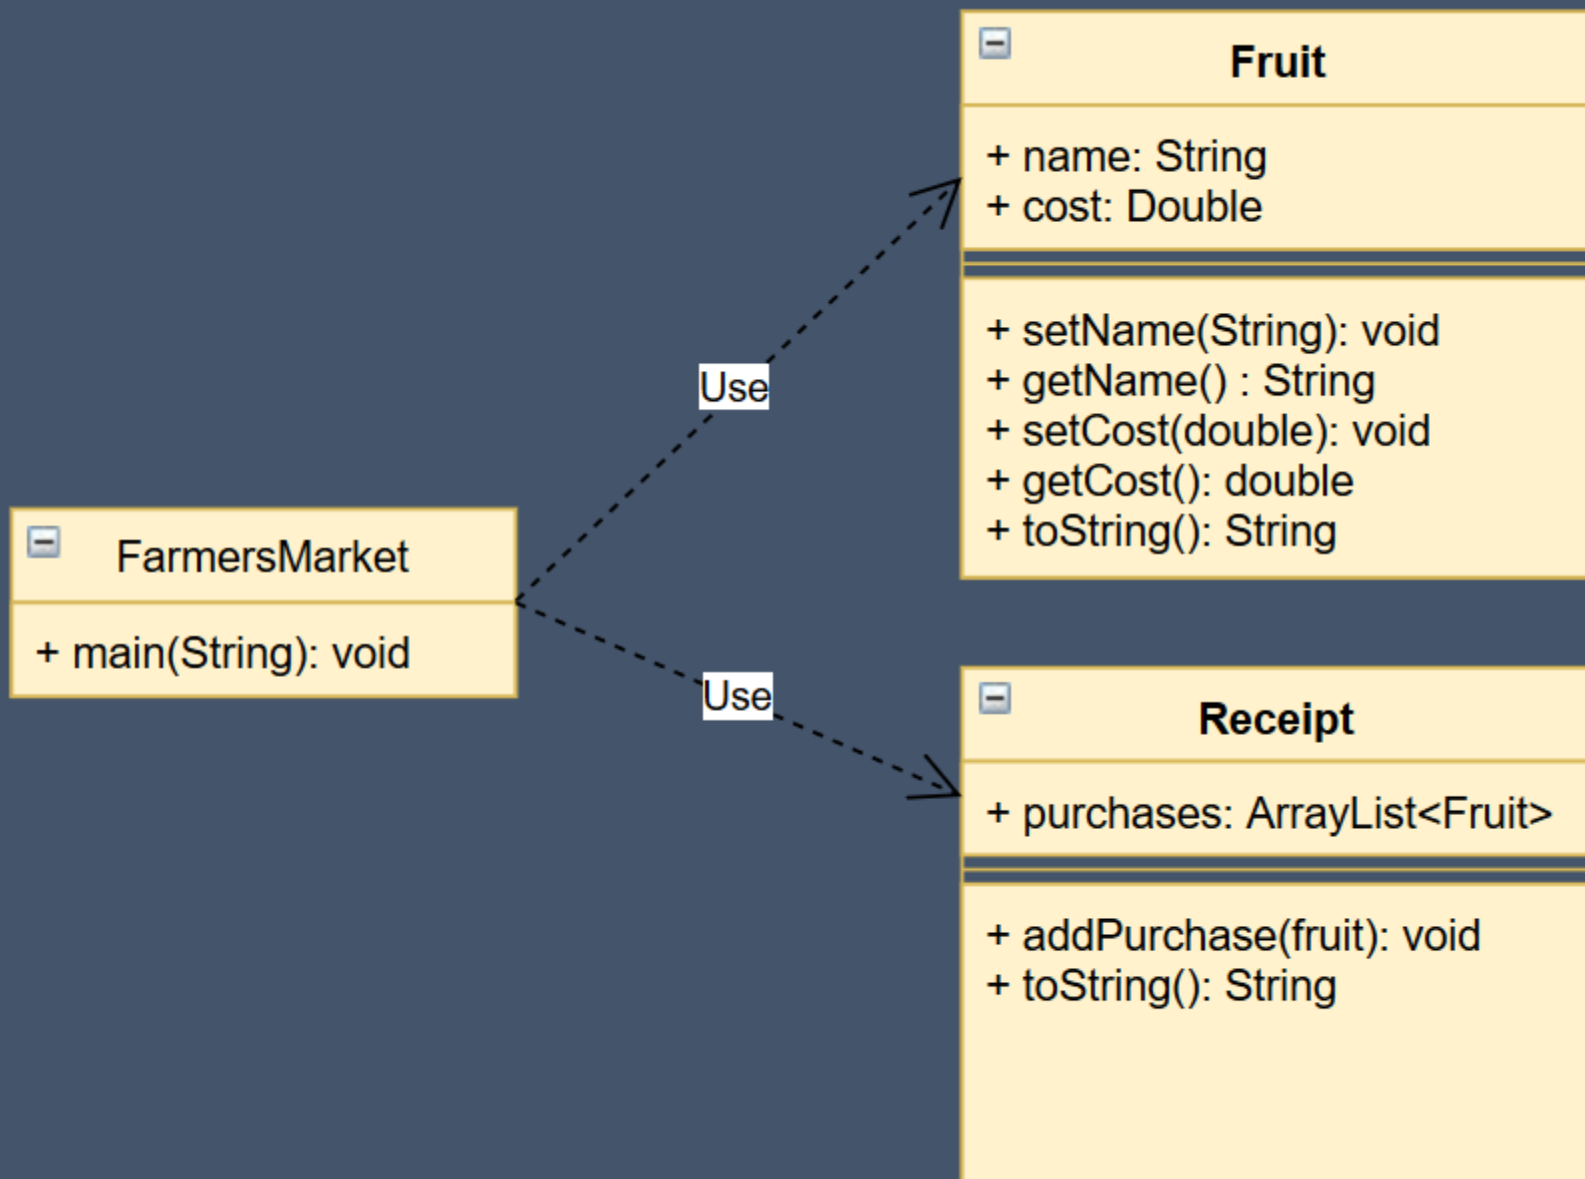 Fruit
+ name: String
+ cost: Double
+ setName(String): void
+ getName() : String
+ setCost(double): void
+ getCost(): double
+ toString(): String
Use
FarmersMarket
+ main(String): void
Use
Receipt
+ purchases: ArrayList<Fruit>
+ addPurchase(fruit): void
+ toString(): String